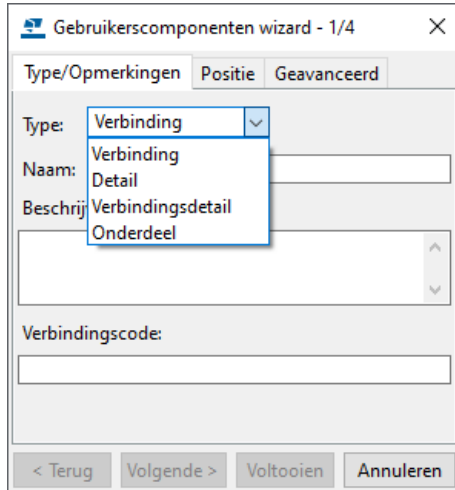 Gebruikerscomponenten wizard - 1/4
Type/Opmerkingen Positie Geavanceerd
Type: Verbinding
Verbinding
Naam:
Detail
Beschrij Verbindingsdetail
Onderdeel
Verbindingscode:
< Terug Volgende > Voltooien Annuleren